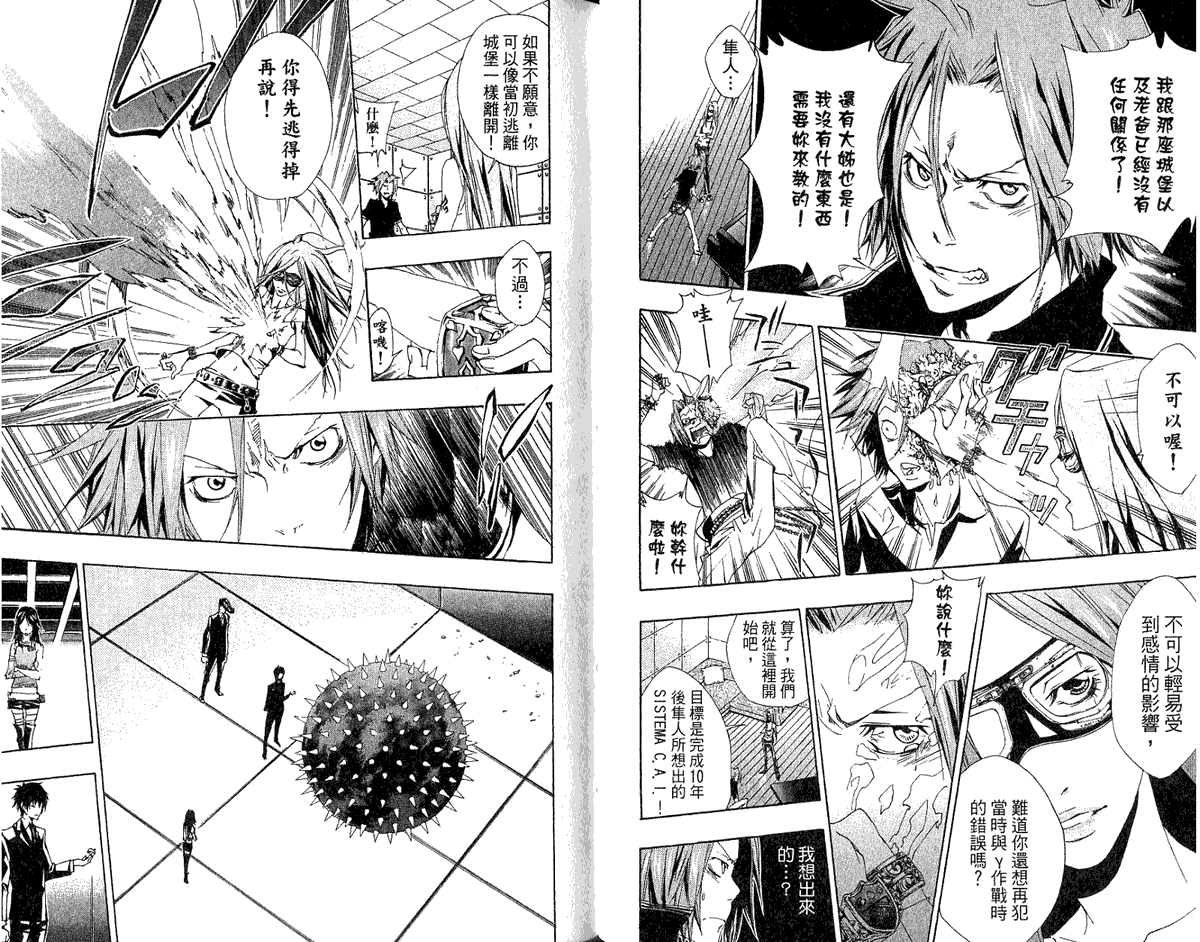 我跟那座城堡以
及老爸已經沒有
任何關係了！
還有大姊也是！
我沒有什麼東西
需要妳來教的！
隼人…
不可以喔！
グキャッ
哇—
妳幹什
麼啦！
不可以輕易受
到感情的影響，
難道你還想再犯
當時與γ作戰時
的錯誤嗎？
妳說什麼！
算了，我們
就從這裡開
始吧，
目標是完成10年
後隼人所想出的
SISTEMA C.A.I.！
我想出來
的…？
如果不願意，你
可以像當初逃離
城堡一樣離開！
什麼！
不過…
喀嘰！
你得先逃得掉
再說！